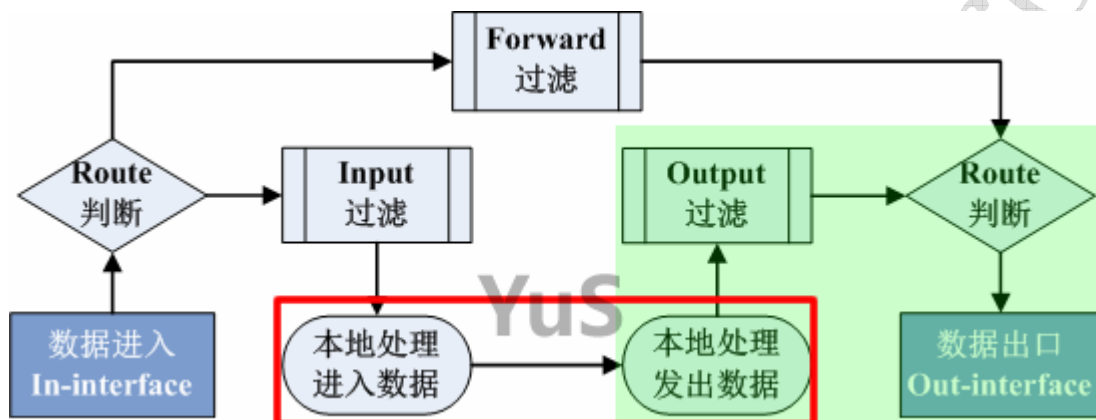 Forward
过滤
Route
判断
Input
过滤
Output
过滤
Route
判断
YuS
数据进入
In-interface
本地处理
进入数据
本地处理
发出数据
数据出口
Out-interface